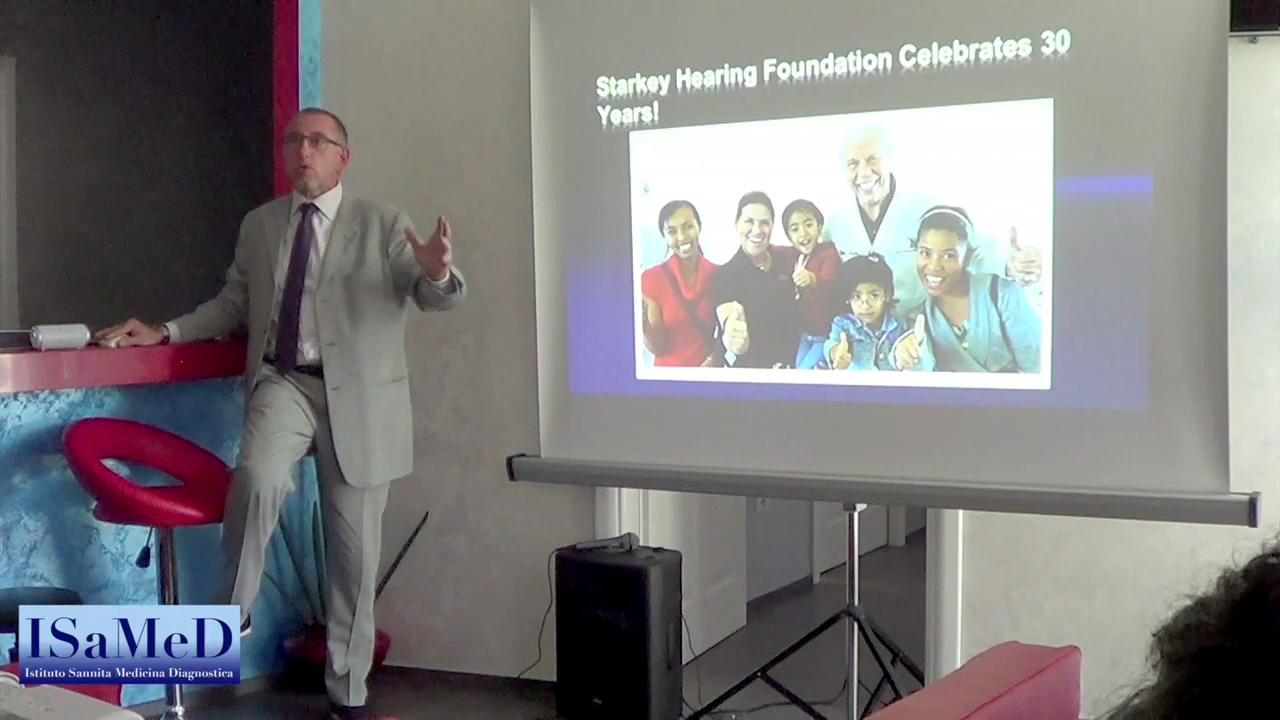 Starkey Hearing Foundation Celebrates 30
Years!
ISaMeD
Istituto Sannita Medicina Diagnostica